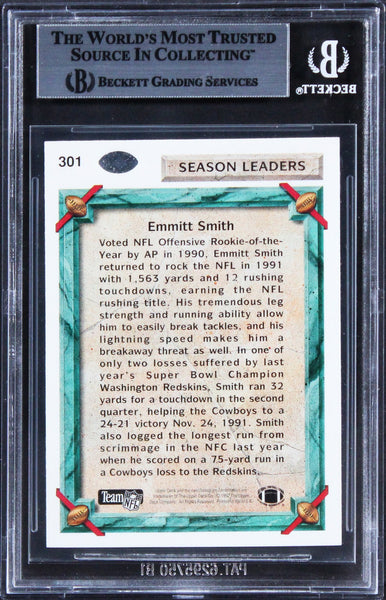 THE WORLD'S MOST TRUSTED
SOURCE IN COLLECTING™
BECKETT GRADING SERVICES
BECKETT
301
SEASON LEADERS
Emmitt Smith
Voted NFL Offensive Rookie-of-the-
Year by AP in 1990, Emmitt Smith
returned to rock the NFL in 1991
with 1,563 yards and 12 rushing
touchdowns, earning the NFL
rushing title. His tremendous leg
strength and running ability allow
him to easily break tackles, and his
lightning speed makes him a
breakaway threat as well. In one of
only two losses suffered by last
year's Super Bowl Champion
Washington Redskins, Smith ran 32
yards for a touchdown in the second
quarter, helping the Cowboys to a
24-21 victory Nov. 24, 1991. Smith
also logged the longest run from
scrimmage in the NFC last year
when he scored on a 75-yard run in
a Cowboys loss to the Redskins.
Team NFL
PAT. 6295750 B1